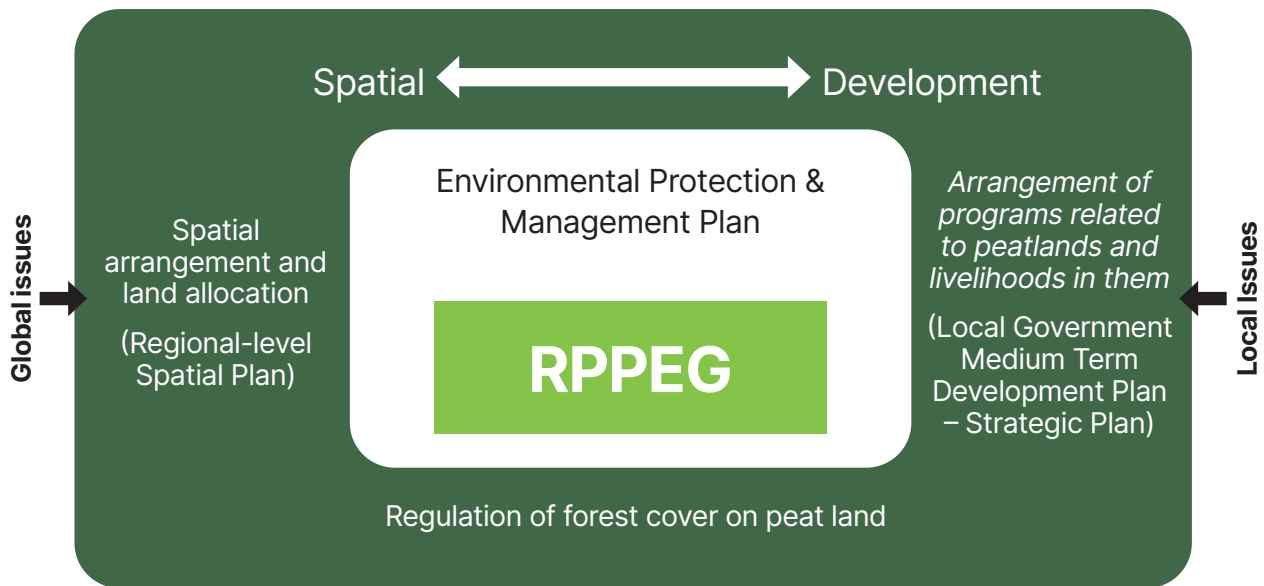 Spatial
Development
Global issues
Spatial
arrangement and
land allocation
(Regional-level
Spatial Plan)
Environmental Protection &
Management Plan
RPPEG
Arrangement of
programs related
to peatlands and
livelihoods in them
(Local Government
Medium Term
Development Plan
– Strategic Plan)
Local Issues
Regulation of forest cover on peat land